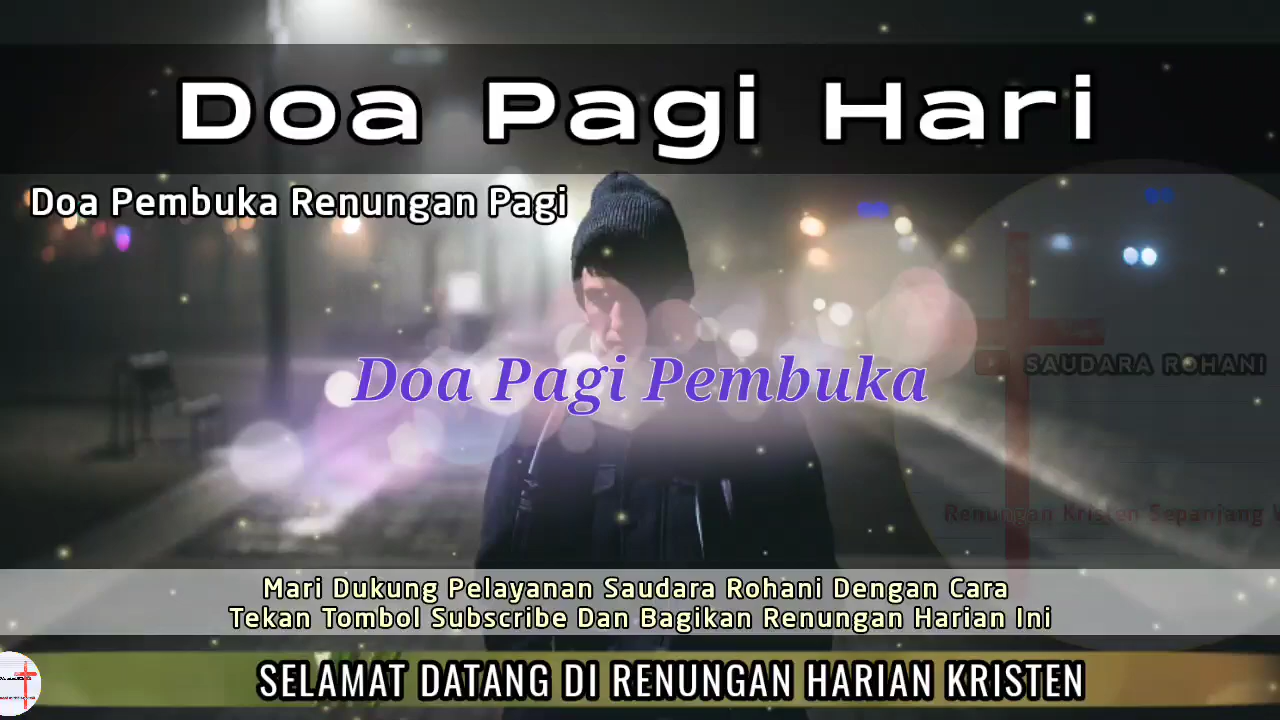 Doa Pagi Hari
Doa Pembuka Renungan Pagi
Doa Pagi Pembuka
SAUDARA ROHANI
Renungan Kristen Sepanjang
Mari Dukung Pelayanan Saudara Rohani Dengan Cara
Tekan Tombol Subscribe Dan Bagikan Renungan Harian Ini
SELAMAT DATANG DI RENUNGAN HARIAN KRISTEN